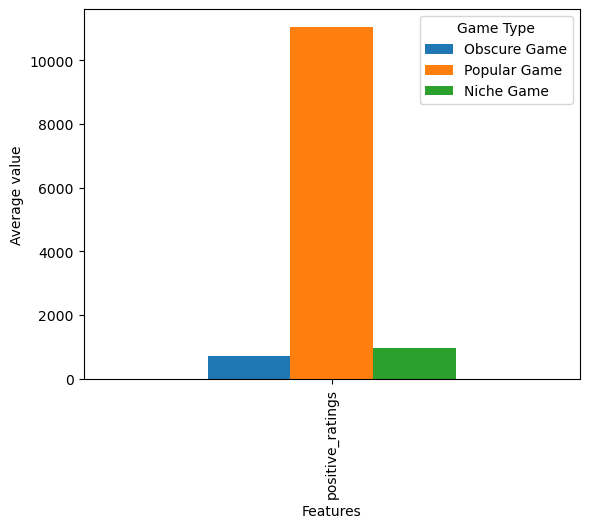 Game Type
Obscure Game
Popular Game
Niche Game
10000
8000
6000
4000
2000
0
Average value
positive_ratings
Features